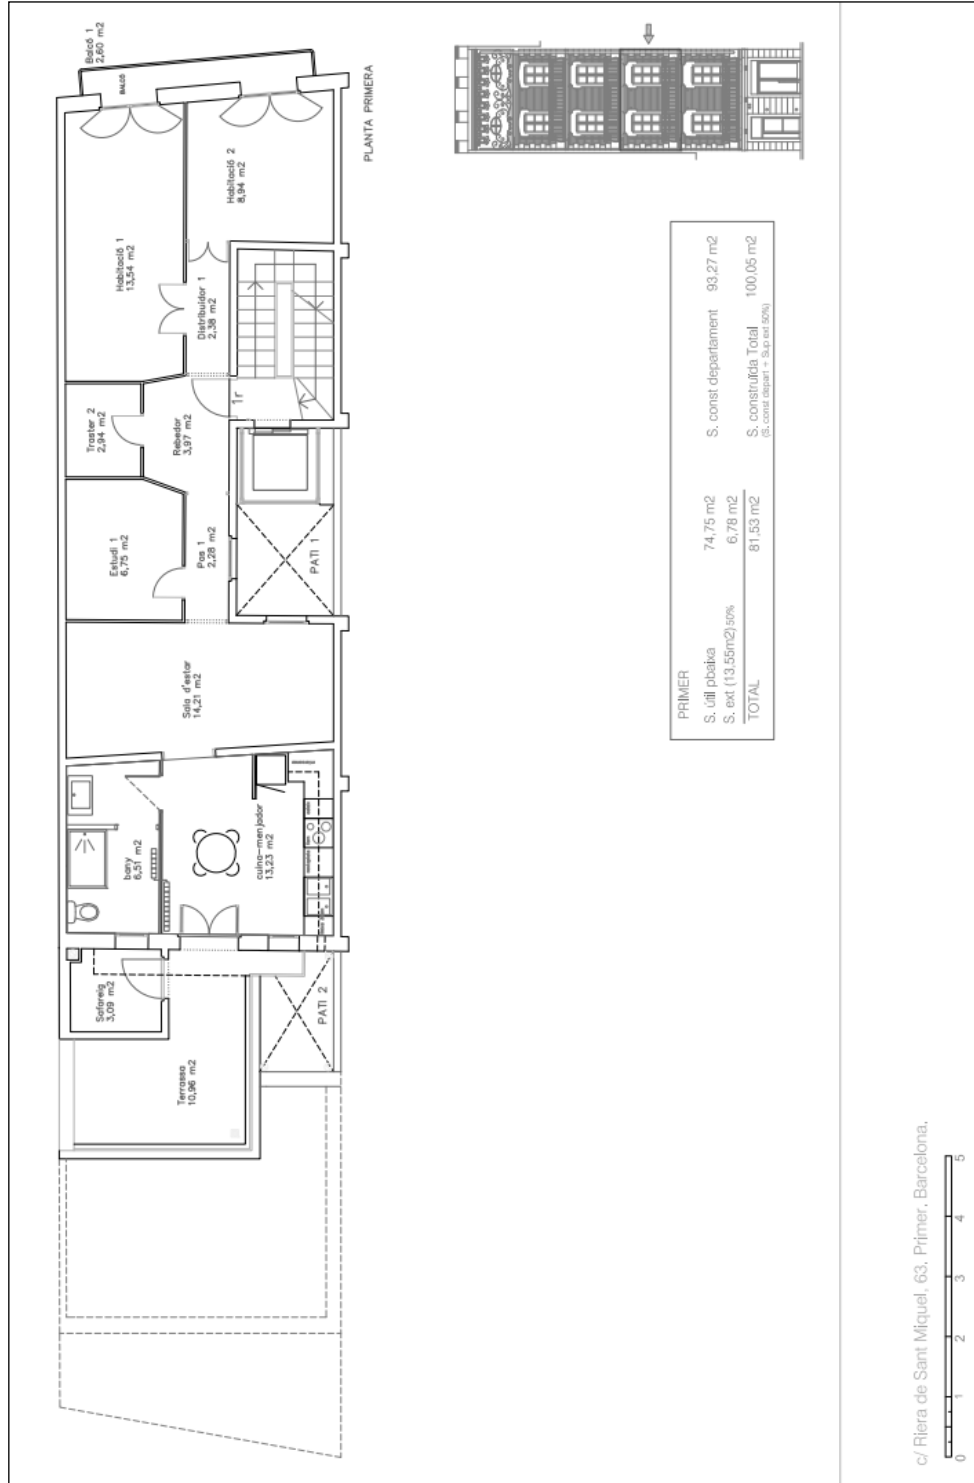 Balcó 1
2,60 m2
BALCÓ
PLANTA PRIMERA
Habitació 2
8,94 m2
Habitació 1
13,54 m2
Distribuidor 1
2,38 m2
1r
Traster 2
2,94 m2
Rebedor
3,97 m2
Estudi 1
6,75 m2
Pas 1
2,28 m2
PATI 1
Sala d'estar
14,21 m2
bany
6,51 m2
cuina-menjador
13,23 m2
Safareig
3,09 m2
PATI 2
Terrassa
10,96 m2
PRIMER
S. útil pbaixa 74,75 m2 S. const departament 93,27 m2
S. ext (13,55m2)50% 6,78 m2
TOTAL 81,53 m2 S. construïda Total 100,05 m2
(S. const depart + Sup ext 50%)
c/ Riera de Sant Miquel, 63, Primer, Barcelona.
0 1 2 3 4 5